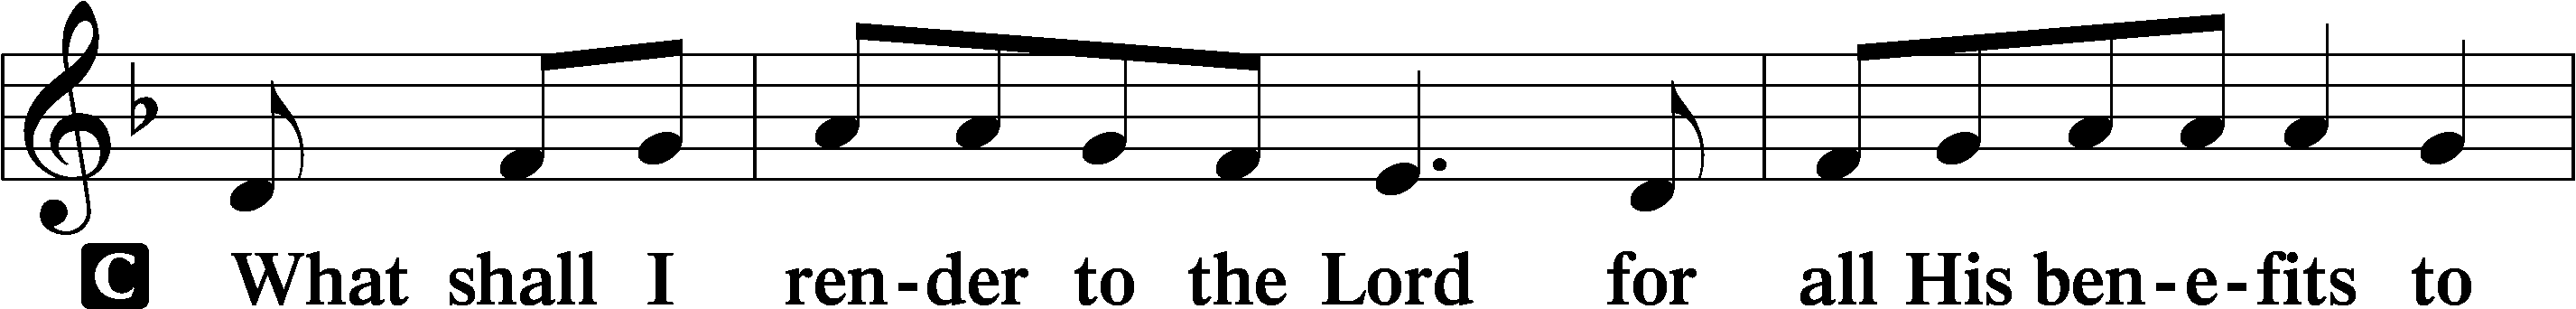 C What shall I ren-der to the Lord for all His ben-e-fits to